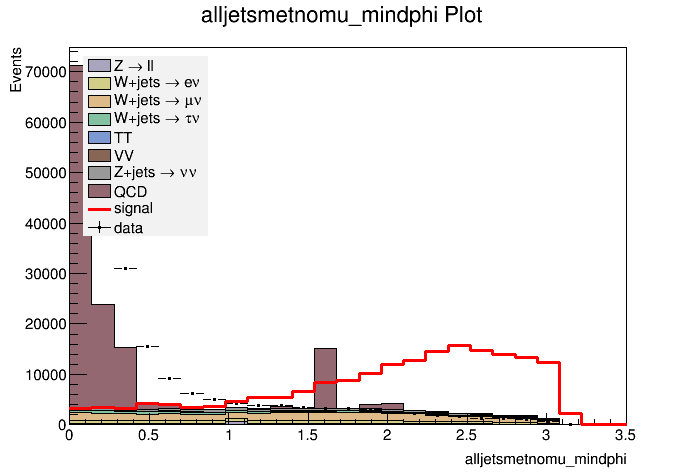 alljetsmetnomu_mindphi Plot
Events
70000
60000
50000
40000
30000
20000
10000
0
Z → ll
W+jets → eν
W+jets → μν
W+jets → τν
TT
VV
Z+jets → νν
QCD
signal
data
0 0.5 1 1.5 2 2.5 3 3.5
alljetsmetnomu_mindphi